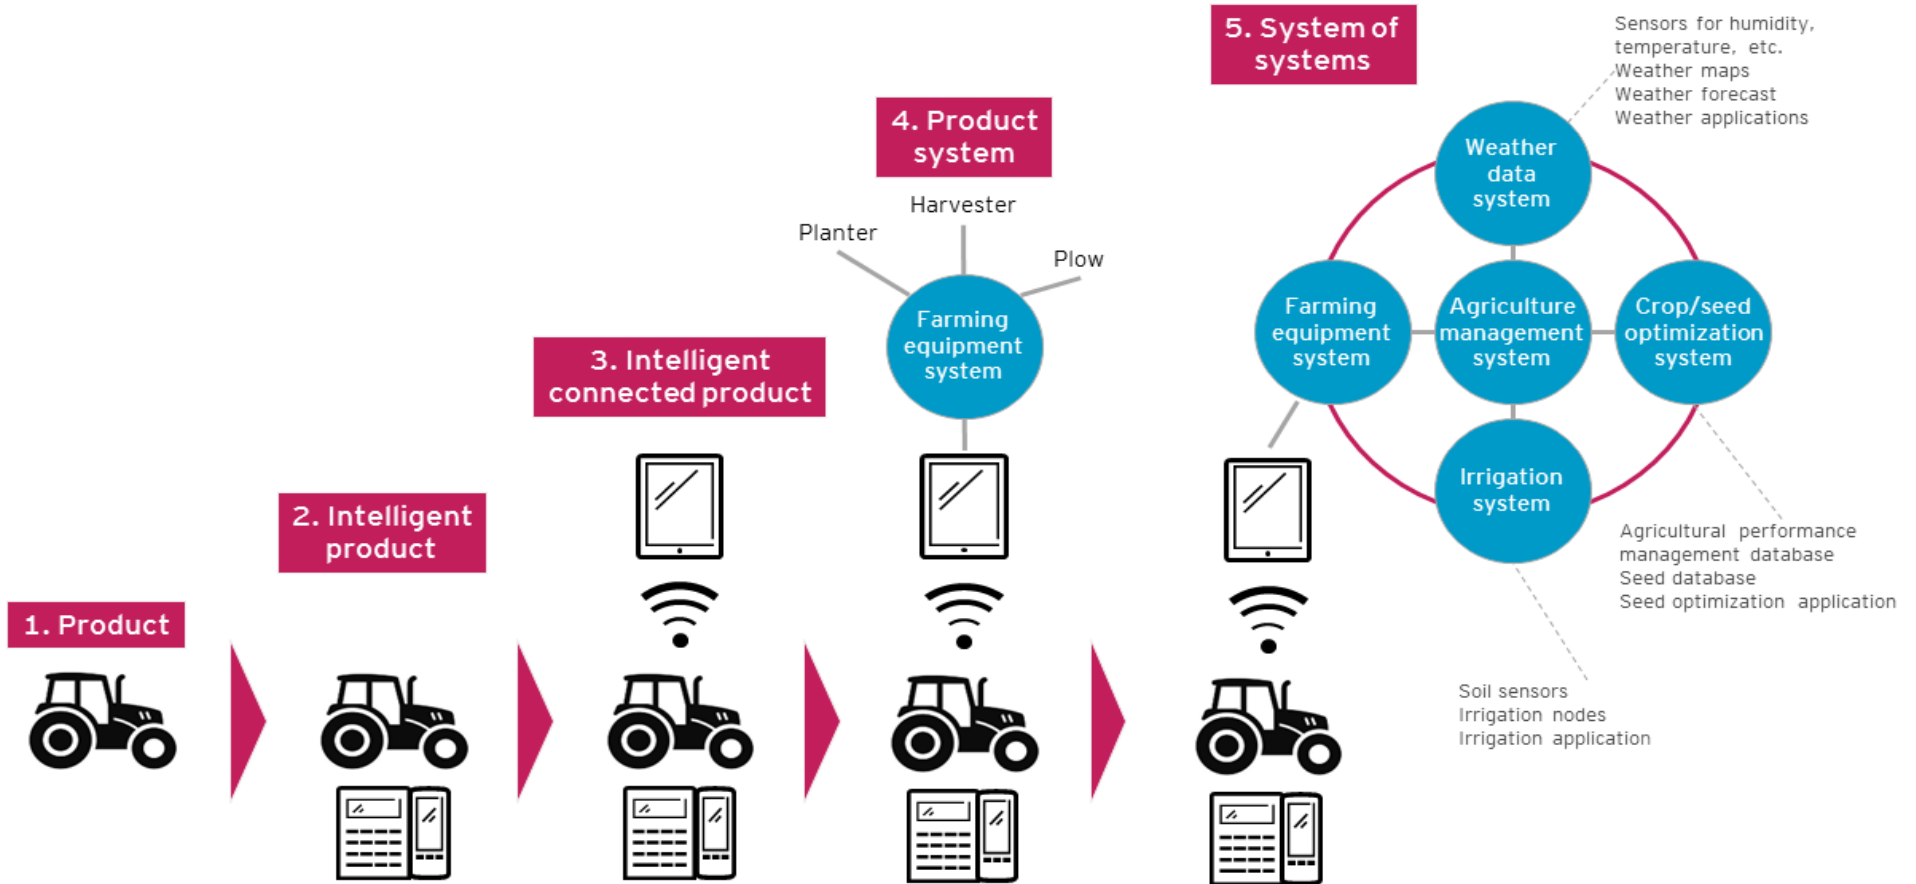 1. Product
2. Intelligent
product
3. Intelligent
connected product
4. Product
system
Harvester
Planter
Plow
Farming
equipment
system
5. System of
systems
Sensors for humidity,
temperature, etc.
Weather maps
Weather forecast
Weather applications
Weather
data
system
Farming
equipment
system
Agriculture
management
system
Crop/seed
optimization
system
Irrigation
system
Agricultural performance
management database
Seed database
Seed optimization application
Soil sensors
Irrigation nodes
Irrigation application